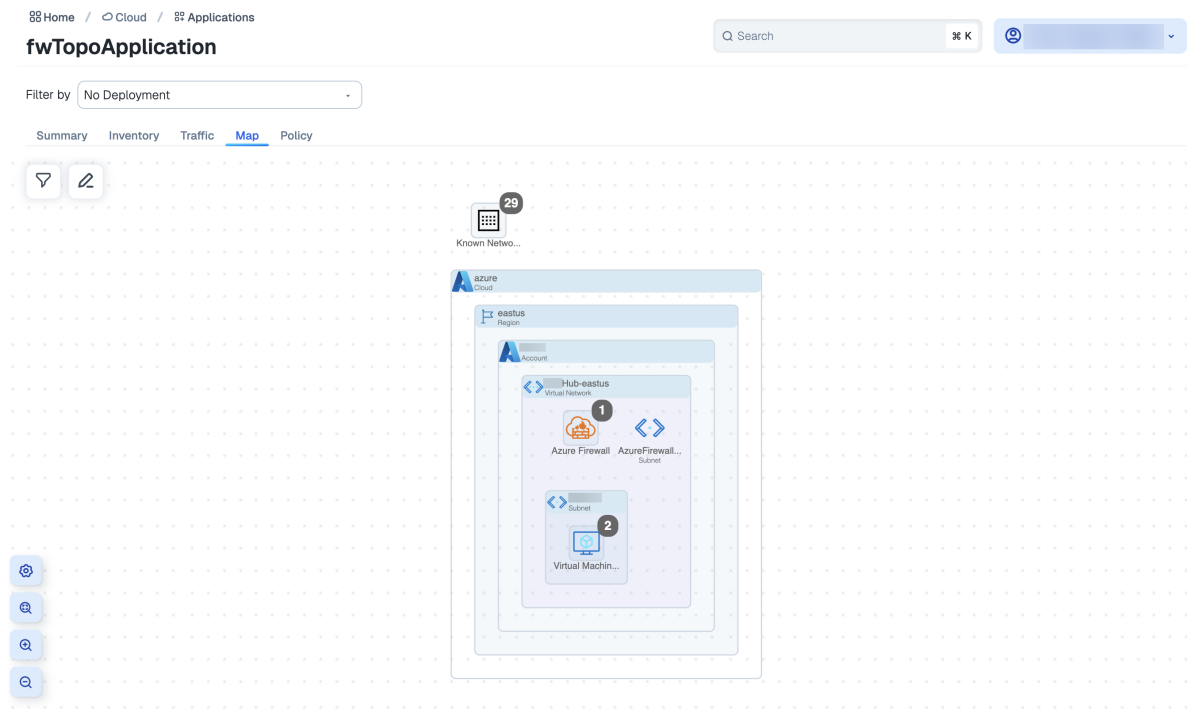 Home / Cloud / Applications
fwTopoApplication
Search
⌘ K
Filter by No Deployment
Summary Inventory Traffic Map Policy
29
Known Netwo...
azure
Cloud
eastus
Region
Account
Hub-eastus
Virtual Network
1
Azure Firewall
AzureFirewall...
Subnet
Subnet
2
Virtual Machin...